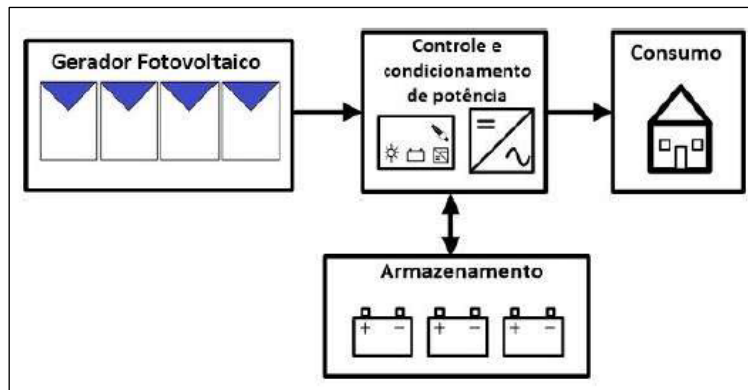 Gerador Fotovoltaico
Controle e
condicionamento
de potência
Consumo
Armazenamento
+ −
+ −
+ −